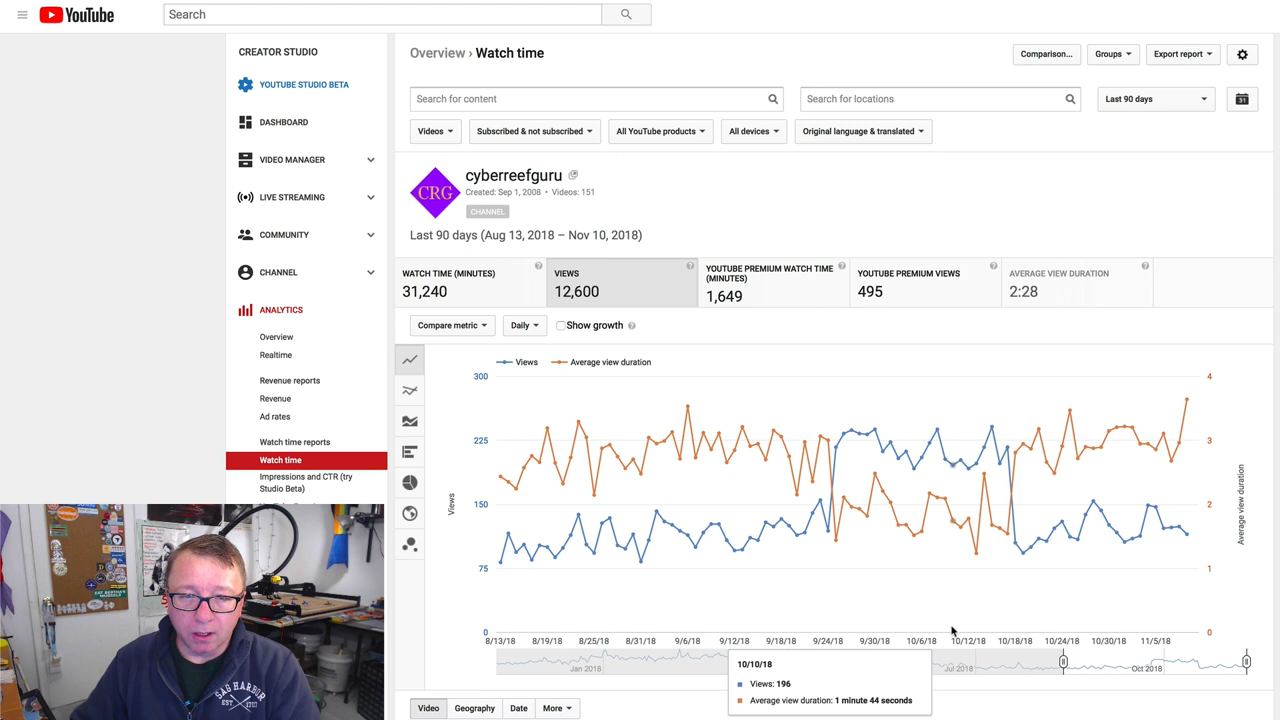 YouTube
Search
CREATOR STUDIO
YOUTUBE STUDIO BETA
DASHBOARD
VIDEO MANAGER
LIVE STREAMING
COMMUNITY
CHANNEL
ANALYTICS
Overview
Realtime
Revenue reports
Revenue
Ad rates
Watch time reports
Watch time
Impressions and CTR (try
Studio Beta)
Overview › Watch time
Comparison... Groups Export report
Search for content
Search for locations
Last 90 days
31
Videos Subscribed & not subscribed All YouTube products All devices Original language & translated
CRG
cyberreefguru
Created: Sep 1, 2008 • Videos: 151
CHANNEL
Last 90 days (Aug 13, 2018 – Nov 10, 2018)
WATCH TIME (MINUTES) ?
31,240
VIEWS ?
12,600
YOUTUBE PREMIUM WATCH TIME ?
(MINUTES)
1,649
YOUTUBE PREMIUM VIEWS ?
495
AVERAGE VIEW DURATION ?
2:28
Compare metric Daily Show growth ?
Views Average view duration
300 4
225 3
150 2
75 1
0 0
Views
Average view duration
8/13/18 8/19/18 8/25/18 8/31/18 9/6/18 9/12/18 9/18/18 9/24/18 9/30/18 10/6/18 10/12/18 10/18/18 10/24/18 10/30/18 11/5/18
Jan 2018 Jul 2018 Oct 2018
10/10/18
Views: 196
Average view duration: 1 minute 44 seconds
Video Geography Date More
SAG HARBOR
EST. 1707